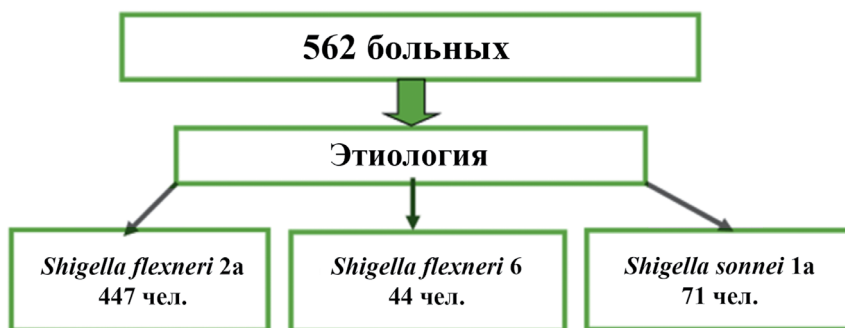 562 больных
Этиология
Shigella flexneri 2a
447 чел.
Shigella flexneri 6
44 чел.
Shigella sonnei 1a
71 чел.